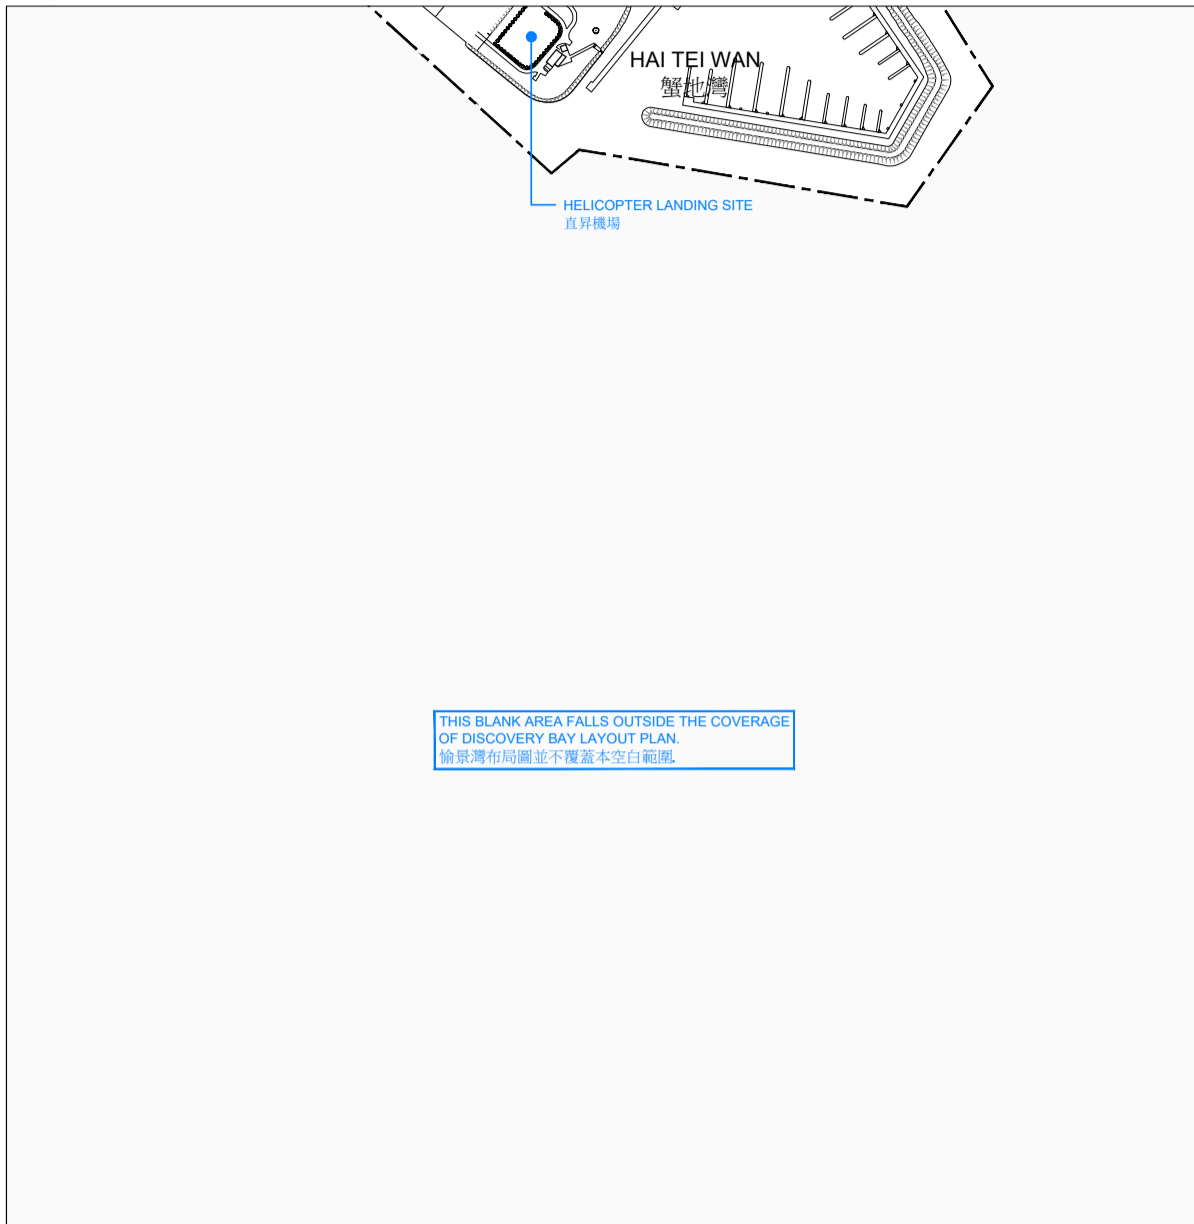 HAI TEI WAN
蟹地灣
HELICOPTER LANDING SITE
直昇機場
THIS BLANK AREA FALLS OUTSIDE THE COVERAGE
OF DISCOVERY BAY LAYOUT PLAN.
愉景灣布局圖並不覆蓋本空白範圍.